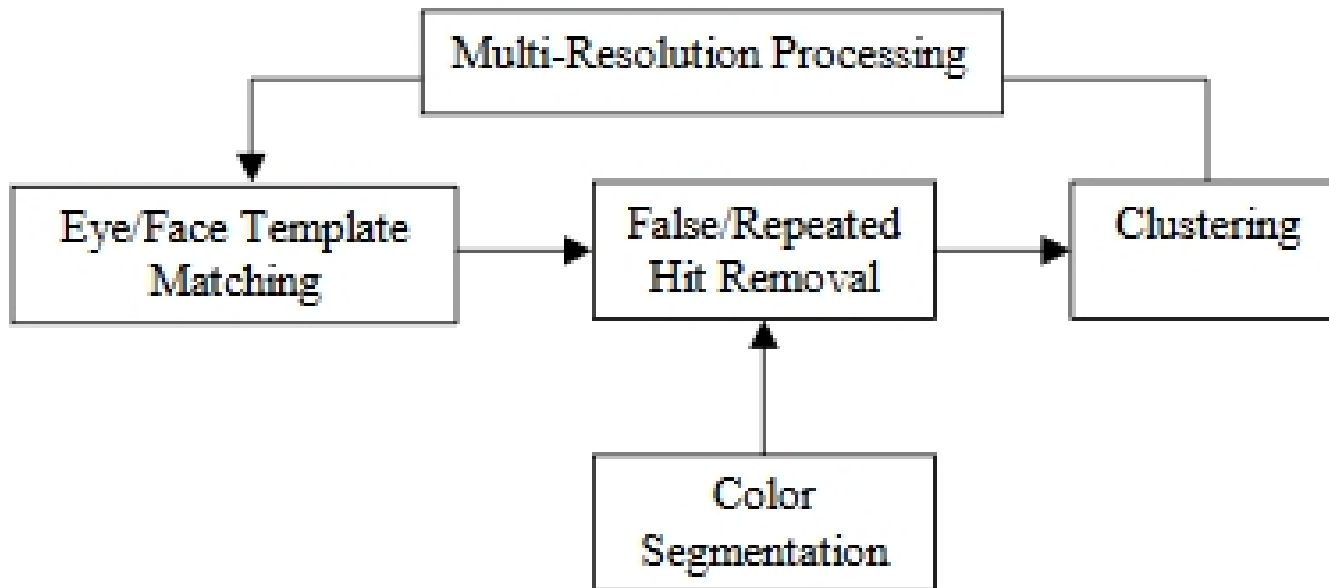 Multi-Resolution Processing
Eye/Face Template
Matching
False/Repeated
Hit Removal
Clustering
Color
Segmentation